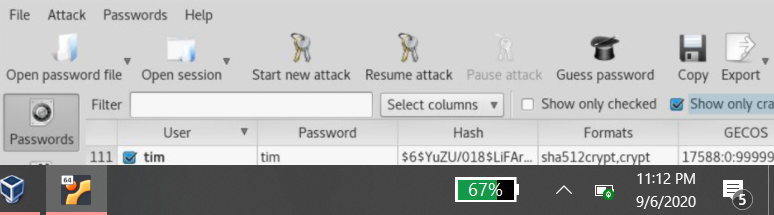 File Attack Passwords Help
Open password file Open session Start new attack Resume attack Pause attack Guess password Copy Export
Filter Select columns Show only checked Show only cra
Passwords
User Password Hash Formats GECOS
111 tim tim $6$YuZU/018$LiFAr... sha512crypt,crypt 17588:0:99999
64
67% 11:12 PM
9/6/2020
5